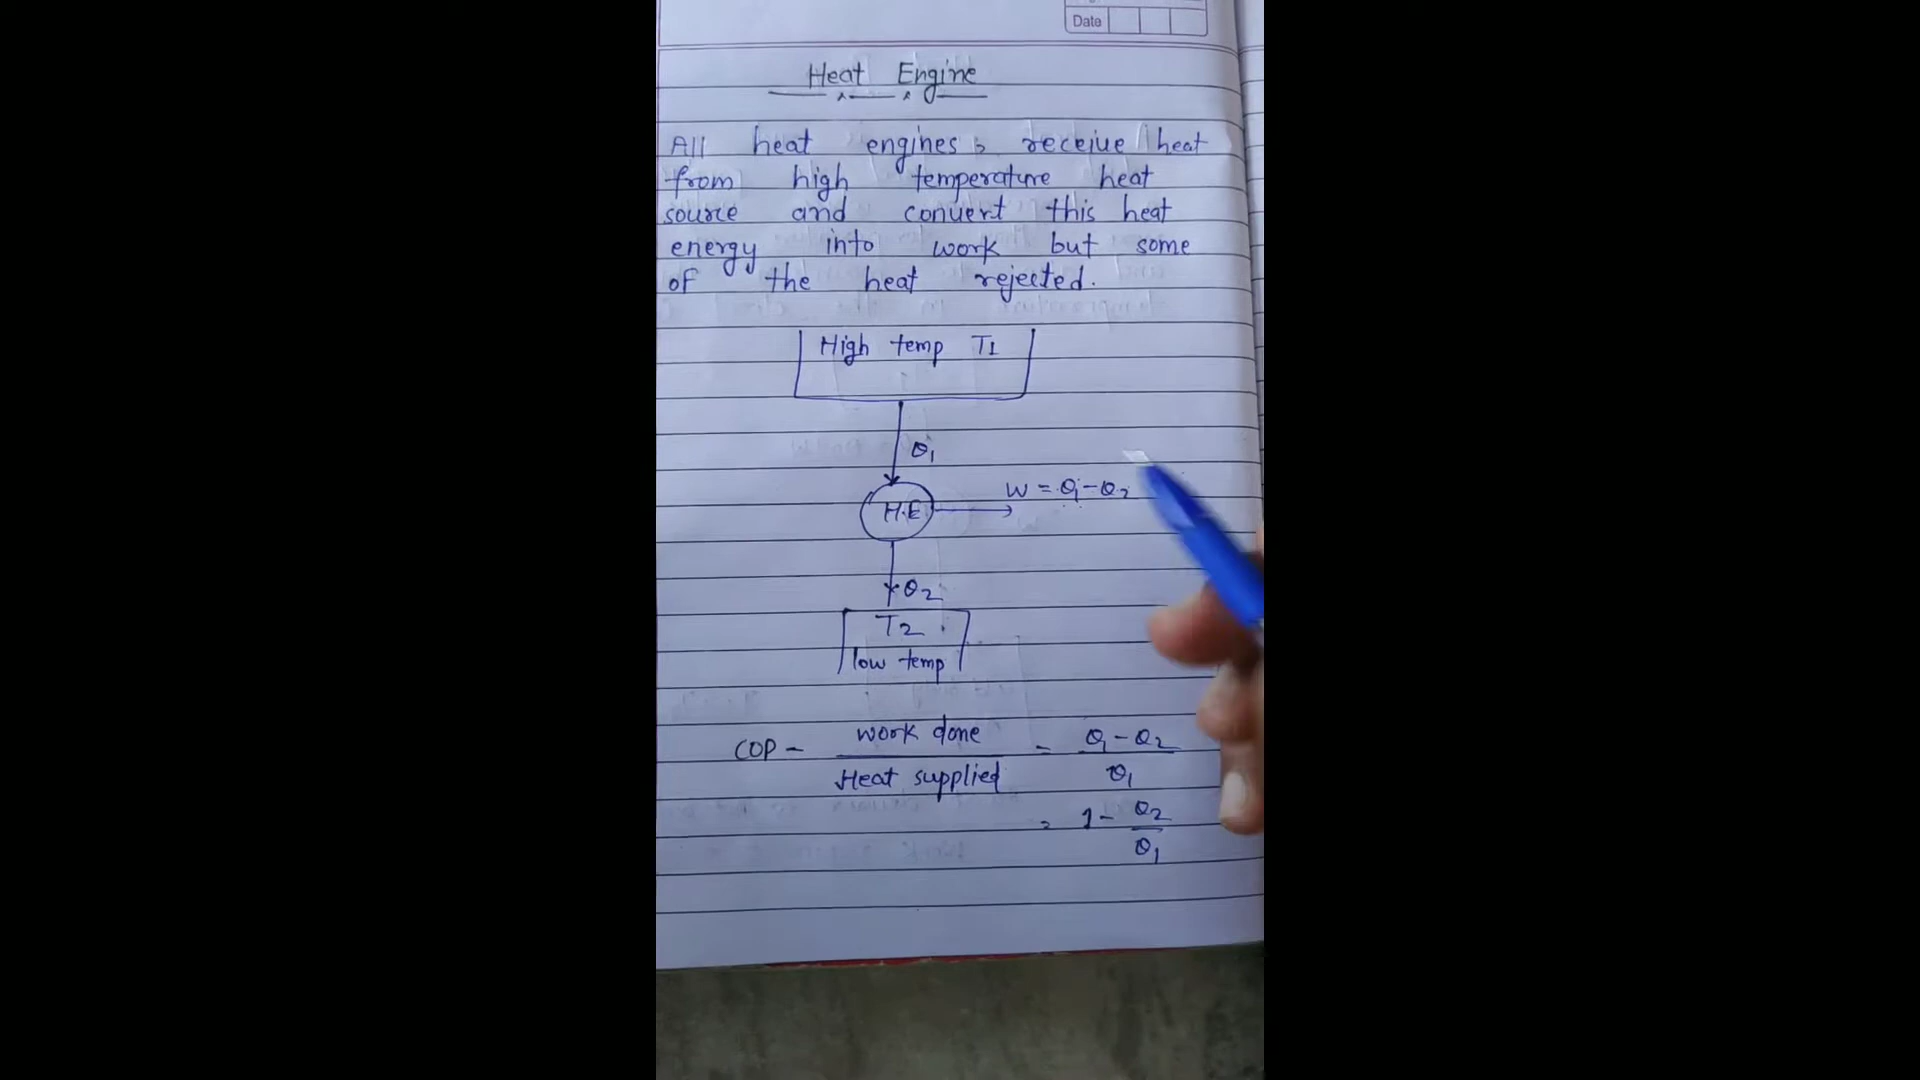 Date
Heat Engine
All heat engines, receive heat
from high temperature heat
source and convert this heat
energy into work but some
of the heat rejected.
High temp T1
Q1
H.E
W = Q1 - Q2
Q2
T2
low temp
COP - work done / Heat supplied = Q1 - Q2 / Q1
= 1 - Q2 / Q1